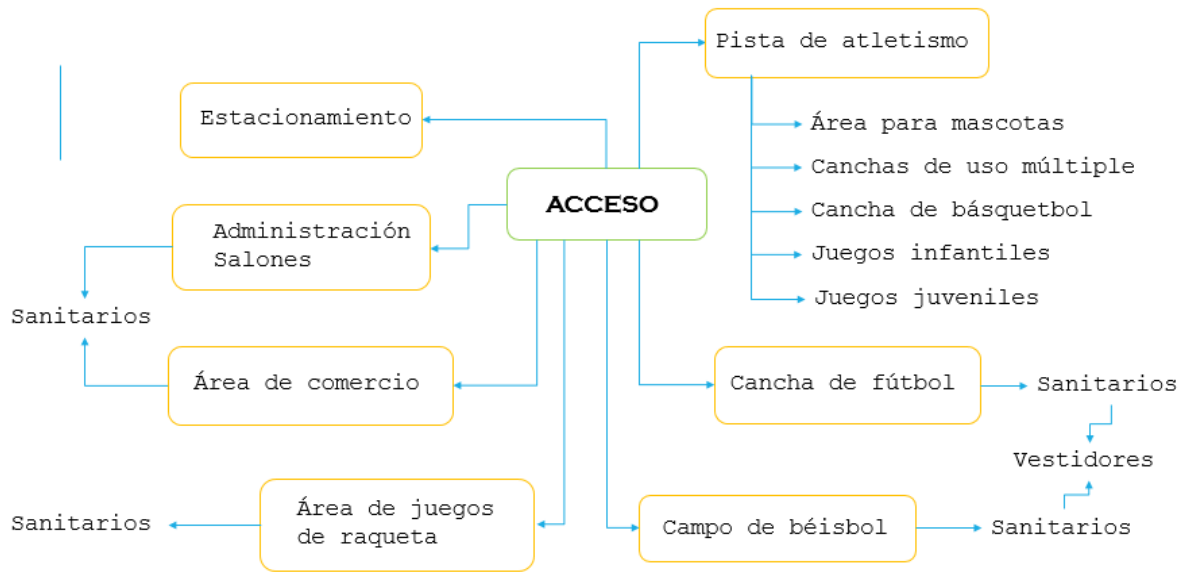 Pista de atletismo
Estacionamiento
Área para mascotas
Canchas de uso múltiple
ACCESO
Cancha de básquetbol
Administración
Salones
Juegos infantiles
Juegos juveniles
Sanitarios
Área de comercio
Cancha de fútbol
Sanitarios
Vestidores
Área de juegos
de raqueta
Sanitarios
Campo de béisbol
Sanitarios